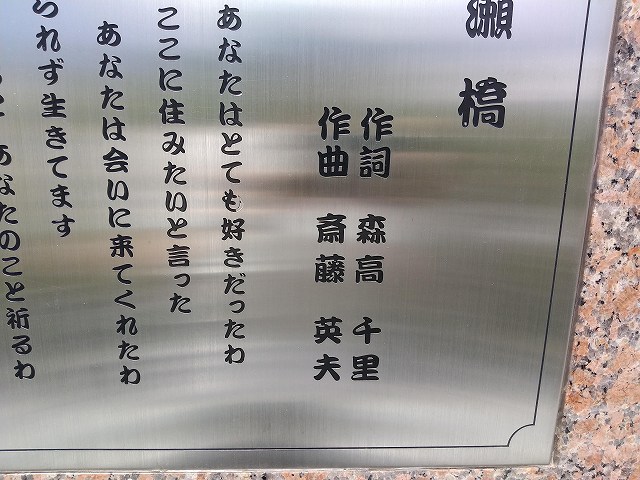 瀬橋
作詞 森高 千里
作曲 斎藤 英夫
あなたはとても好きだったわ
ここに住みたいと言った
あなたは会いに来てくれたわ
られず生きてます
あなたのこと祈るわ